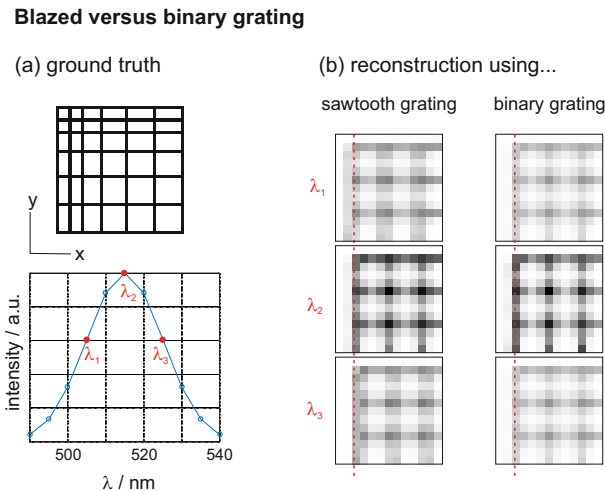 Blazed versus binary grating
(a) ground truth
y
x
intensity / a.u.
λ₂
λ₁
λ₃
500
520
540
λ / nm
(b) reconstruction using...
sawtooth grating
binary grating
λ₁
λ₂
λ₃